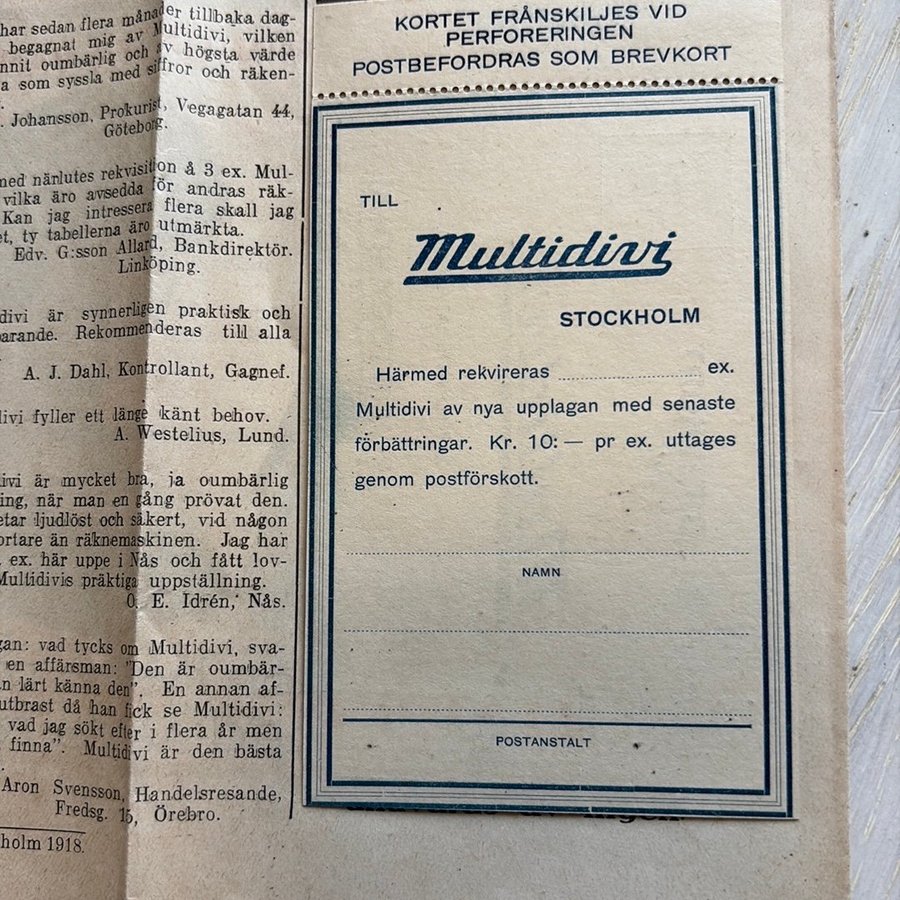 har sedan flera månader tillbaka dag-
begagnat mig av Multidivi, vilken
nnit oumbärlig och av högsta värde
a som syssla med siffror och räken-
. Johansson, Prokurist, Vegagatan 44,
Göteborg.
med närlutes rekvisition å 3 ex. Mul-
vilka äro avsedda för andras räk-
Kan jag intressera flera skall jag
et, ty tabellerna äro utmärkta.
Edv. G:sson Allard, Bankdirektör.
Linköping.
divi är synnerligen praktisk och
parande. Rekommenderas till alla
A. J. Dahl, Kontrollant, Gagnef.
divi fyller ett länge känt behov.
A. Westelius, Lund.
divi är mycket bra, ja oumbärlig
ing, när man en gång prövat den.
etar ljudlöst och säkert, vid någon
ortare än räknemaskinen. Jag har
ex. här uppe i Nås och fått lov-
Multidivis präktiga uppställning.
O. E. Idrén, Nås.
gan: vad tycks om Multidivi, sva-
en affärsman: "Den är oumbär-
an lärt känna den". En annan af-
utbrast då han fick se Multidivi:
vad jag sökt efter i flera år men
finna". Multidivi är den bästa
Aron Svensson, Handelsresande,
Fredsg. 15, Örebro.
holm 1918.
KORTET FRÅNSKILJES VID
PERFORERINGEN
POSTBEFORDRAS SOM BREVKORT
TILL
Multidivi
STOCKHOLM
Härmed rekvireras ex.
Multidivi av nya upplagan med senaste
förbättringar. Kr. 10: — pr ex. uttages
genom postförskott.
NAMN
POSTANSTALT